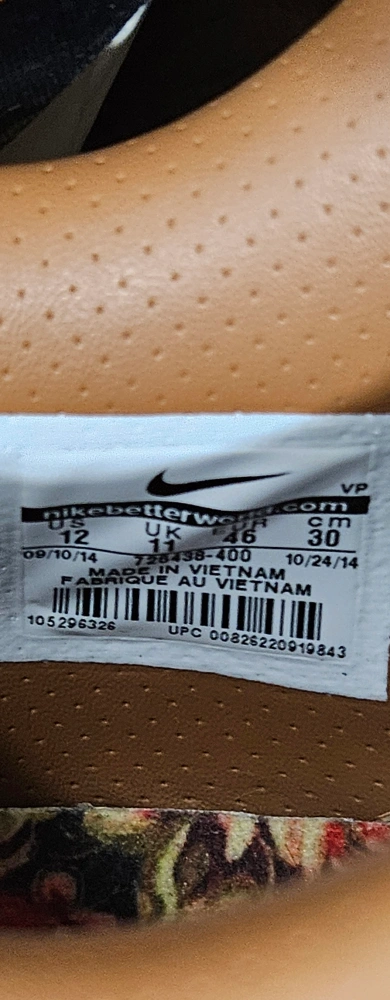 VP
nikebetterworld.com
US UK EUR cm
12 11 46 30
09/10/14 725438-400 10/24/14
MADE IN VIETNAM
FABRIQUE AU VIETNAM
105296326 UPC 00826220919843